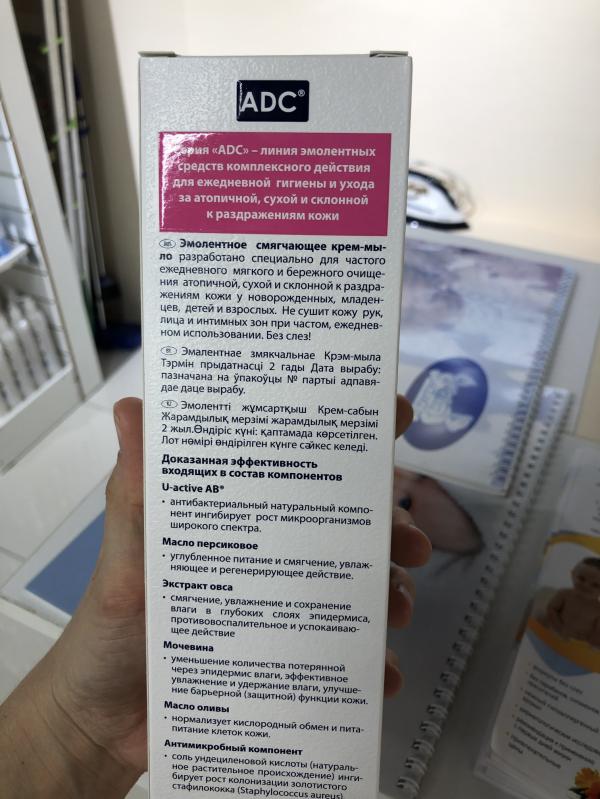 ADC®
серия «ADC» – линия эмолентных
средств комплексного действия
для ежедневной гигиены и ухода
за атопичной, сухой и склонной
к раздражениям кожи
Эмолентное смягчающее крем-мы-
ло разработано специально для частого
ежедневного мягкого и бережного очище-
ния атопичной, сухой и склонной к раздра-
жениям кожи у новорожденных, младен-
цев, детей и взрослых. Не сушит кожу рук,
лица и интимных зон при частом, ежеднев-
ном использовании. Без слез!
Эмалентнае змякчальнае Крэм-мыла
Тэрмін прыдатнасці 2 гады Дата вырабу:
пазначана на ўпакоўцы № партыі адпавя-
дае даце вырабу.
KZ Эмолентті жұмсартқыш Крем-сабын
Жарамдылық мерзімі жарамдылық мерзімі
2 жыл.Өндіріс күні: қаптамада көрсетілген.
Лот нөмірі өндірілген күнге сәйкес келеді.
Доказанная эффективность
входящих в состав компонентов
U-active AB®
• антибактериальный натуральный компо-
нент ингибирует рост микроорганизмов
широкого спектра.
Масло персиковое
• углубленное питание и смягчение, увлаж-
няющее и регенерирующее действие.
Экстракт овса
• смягчение, увлажнение и сохранение
влаги в глубоких слоях эпидермиса,
противовоспалительное и успокаиваю-
щее действие
Мочевина
• уменьшение количества потерянной
через эпидермис влаги, эффективное
увлажнение и удержание влаги, улучше-
ние барьерной (защитной) функции кожи.
Масло оливы
• нормализует кислородный обмен и пита-
питание клеток кожи.
Антимикробный компонент
• соль ундециленовой кислоты (натураль-
ное растительное происхождение) инги-
бирует рост колонизации золотистого
стафилококка (Staphylococcus aureus).